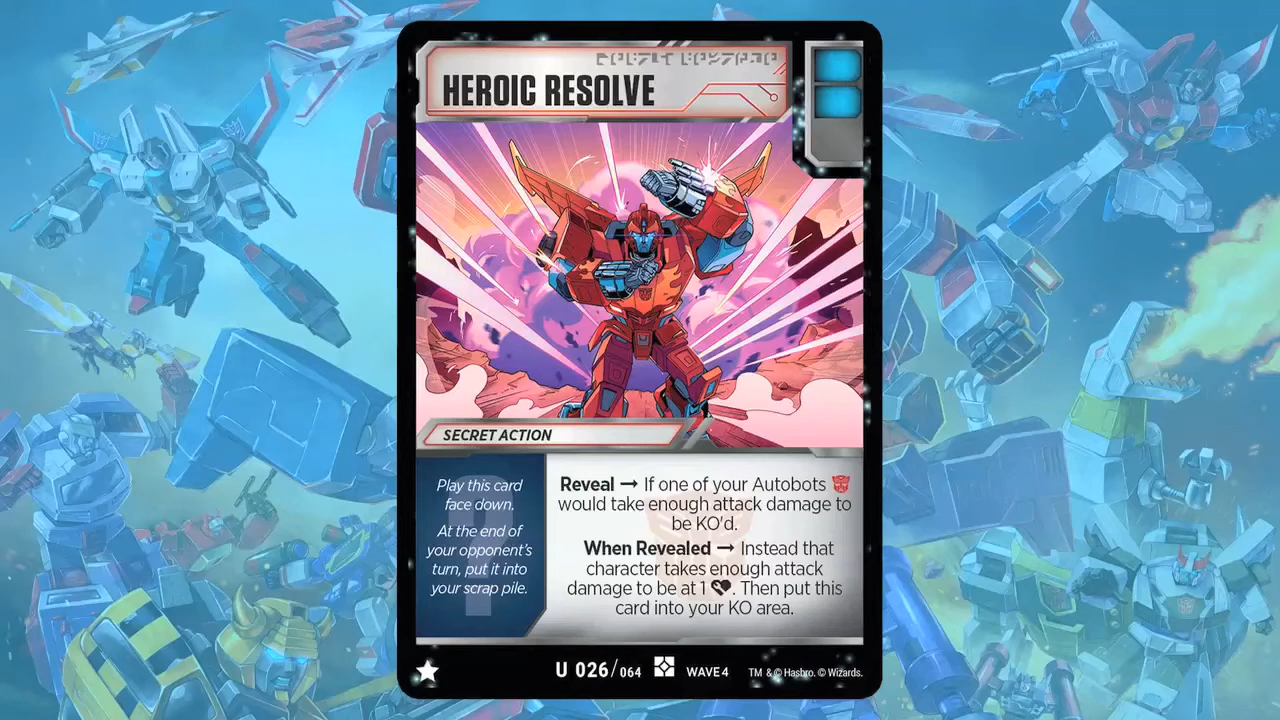 HEROIC RESOLVE
SECRET ACTION
Play this card
face down.
At the end of
your opponent's
turn, put it into
your scrap pile.
Reveal → If one of your Autobots
would take enough attack damage to
be KO'd.
When Revealed → Instead that
character takes enough attack
damage to be at 1 . Then put this
card into your KO area.
U 026/064 WAVE 4 TM & © Hasbro. © Wizards.